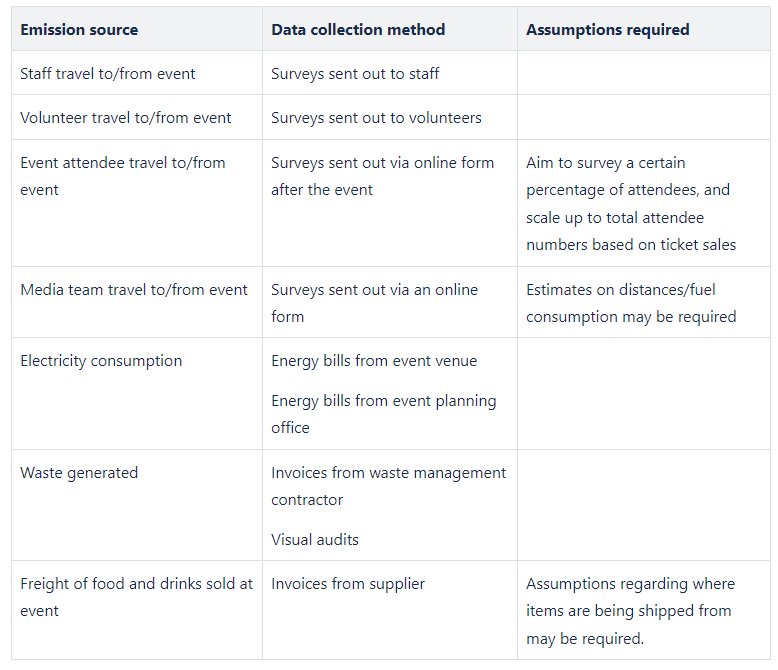 Emission source
Data collection method
Assumptions required
Staff travel to/from event
Surveys sent out to staff
Volunteer travel to/from event
Surveys sent out to volunteers
Event attendee travel to/from
event
Surveys sent out via online form
after the event
Aim to survey a certain
percentage of attendees, and
scale up to total attendee
numbers based on ticket sales
Media team travel to/from event
Surveys sent out via an online
form
Estimates on distances/fuel
consumption may be required
Electricity consumption
Energy bills from event venue
Energy bills from event planning
office
Waste generated
Invoices from waste management
contractor
Visual audits
Freight of food and drinks sold at
event
Invoices from supplier
Assumptions regarding where
items are being shipped from
may be required.